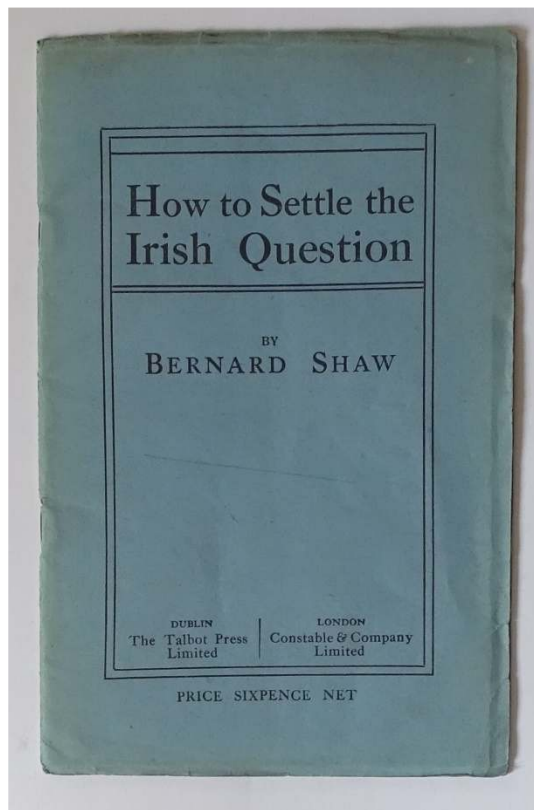 How to Settle the
Irish Question
BY
BERNARD SHAW
DUBLIN
The Talbot Press
Limited
LONDON
Constable & Company
Limited
PRICE SIXPENCE NET